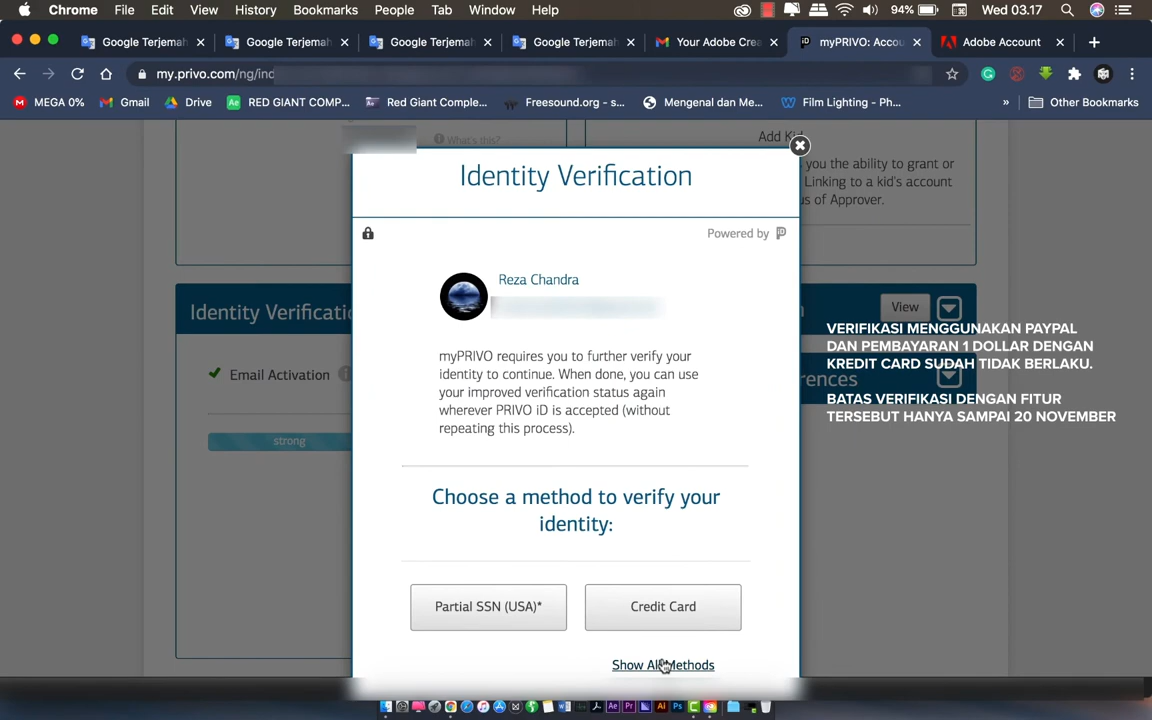 Chrome File Edit View History Bookmarks People Tab Window Help 94% Wed 03.17
Google Terjemah Google Terjemah Google Terjemah Google Terjemah Your Adobe Crea myPRIVO: Accou Adobe Account
my.privo.com/ng/ind
MEGA 0% Gmail Drive RED GIANT COMP... Red Giant Comple... Freesound.org - s... Mengenal dan Me... Film Lighting - Ph... » Other Bookmarks
What's this?
Add Kid
you the ability to grant or
Linking to a kid's account
us of Approver.
Identity Verification
Powered by
Reza Chandra
myPRIVO requires you to further verify your
identity to continue. When done, you can use
your improved verification status again
wherever PRIVO iD is accepted (without
repeating this process).
Choose a method to verify your
identity:
Partial SSN (USA)*
Credit Card
Show All Methods
Identity Verificatio
Email Activation
strong
View
rences
VERIFIKASI MENGGUNAKAN PAYPAL
DAN PEMBAYARAN 1 DOLLAR DENGAN
KREDIT CARD SUDAH TIDAK BERLAKU.
BATAS VERIFIKASI DENGAN FITUR
TERSEBUT HANYA SAMPAI 20 NOVEMBER